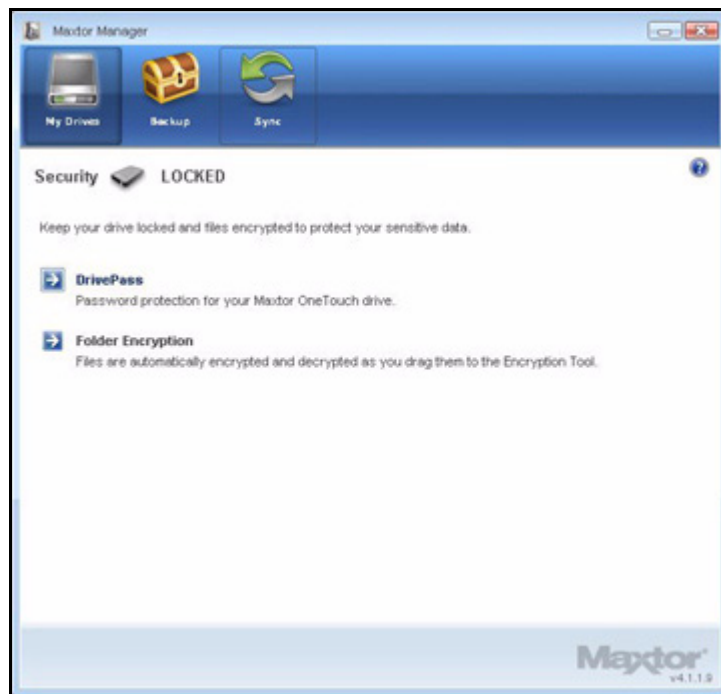 Maxtor Manager
My Drives Backup Sync
Security LOCKED
Keep your drive locked and files encrypted to protect your sensitive data.
DrivePass
Password protection for your Maxtor OneTouch drive.
Folder Encryption
Files are automatically encrypted and decrypted as you drag them to the Encryption Tool.
Maxtor
v4.1.1.9